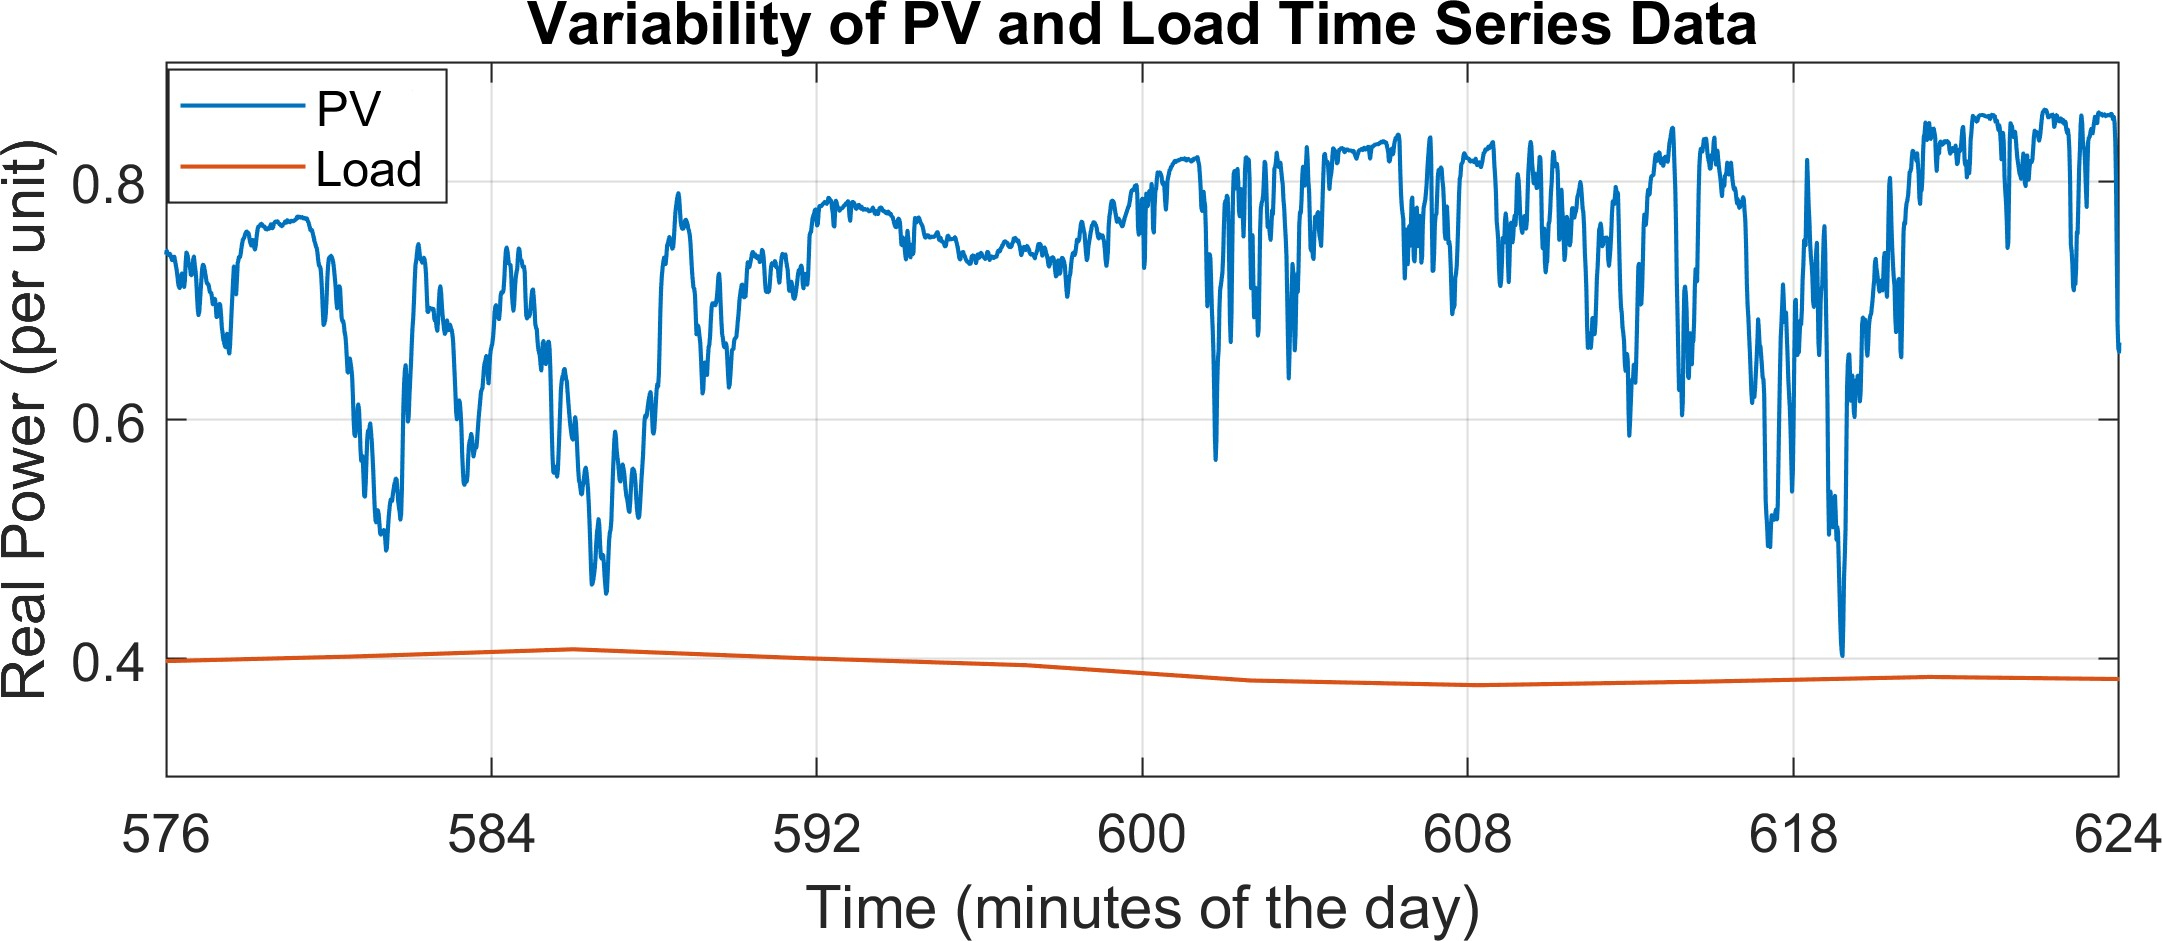 Variability of PV and Load Time Series Data
PV
Load
Real Power (per unit)
0.8
0.6
0.4
576 584 592 600 608 618 624
Time (minutes of the day)